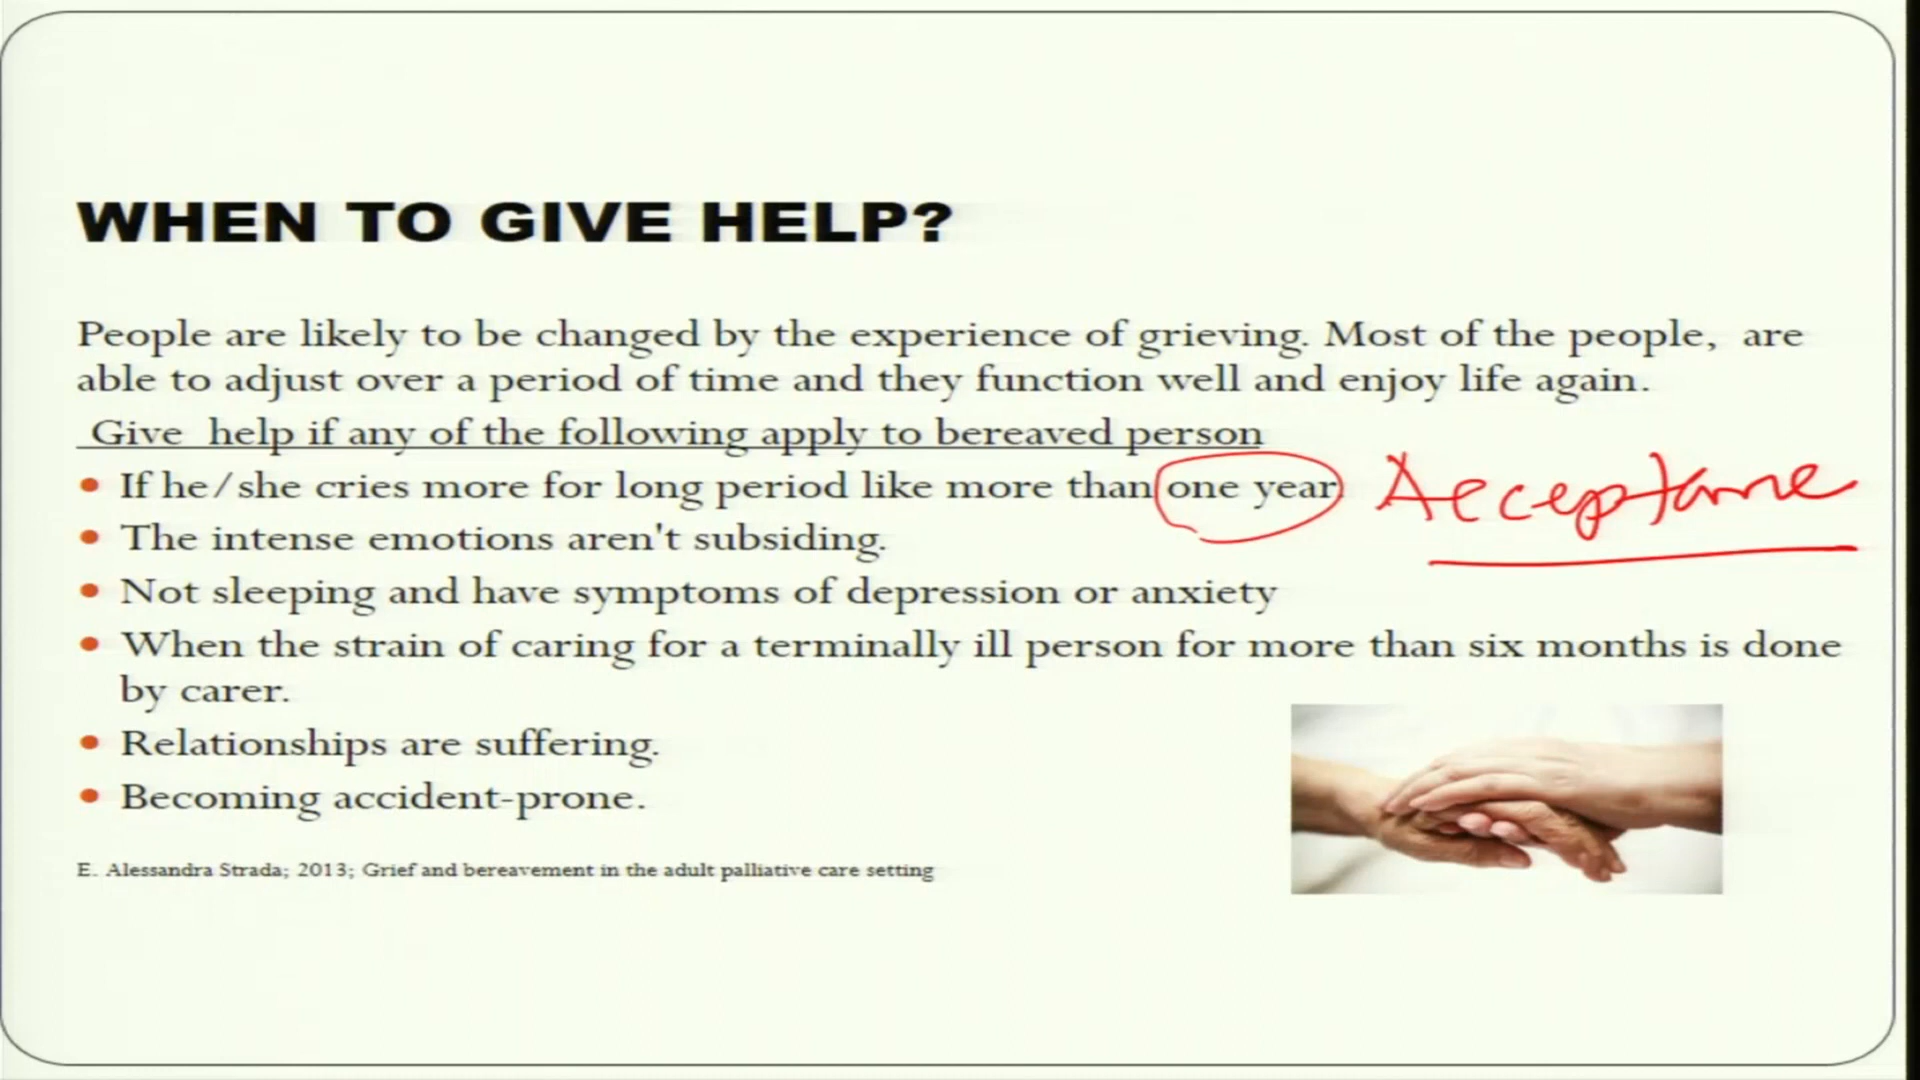 WHEN TO GIVE HELP?
People are likely to be changed by the experience of grieving. Most of the people, are
able to adjust over a period of time and they function well and enjoy life again.
Give help if any of the following apply to bereaved person
• If he/she cries more for long period like more than one year. Acceptance
• The intense emotions aren't subsiding.
• Not sleeping and have symptoms of depression or anxiety
• When the strain of caring for a terminally ill person for more than six months is done
by carer.
• Relationships are suffering.
• Becoming accident-prone.
E. Alessandra Strada; 2013; Grief and bereavement in the adult palliative care setting